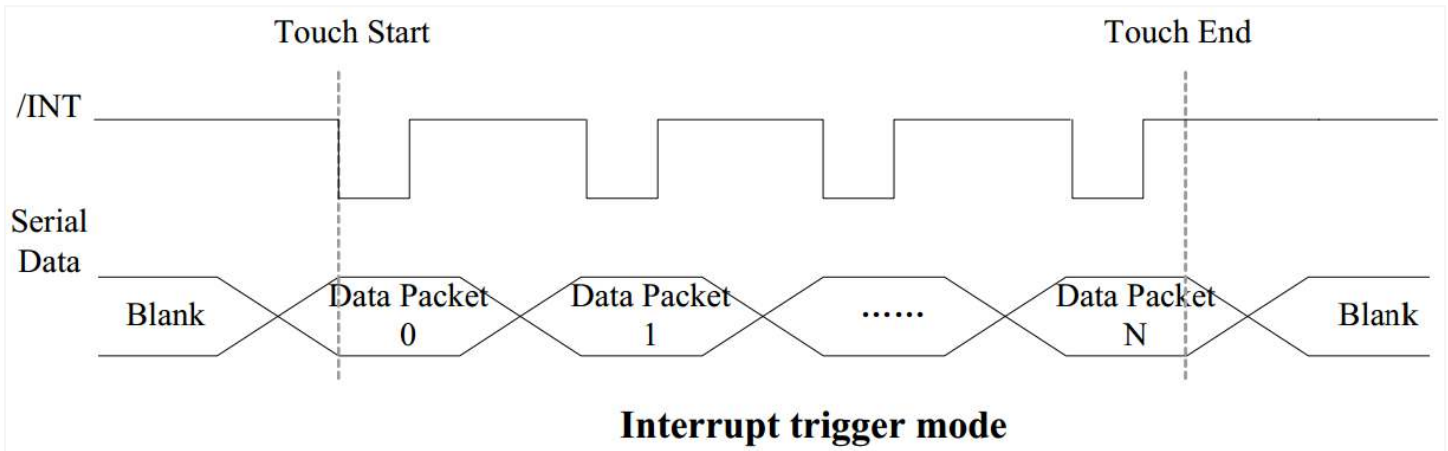 Touch Start
Touch End
/INT
Serial
Data
Blank
Data Packet
0
Data Packet
1
......
Data Packet
N
Blank
Interrupt trigger mode